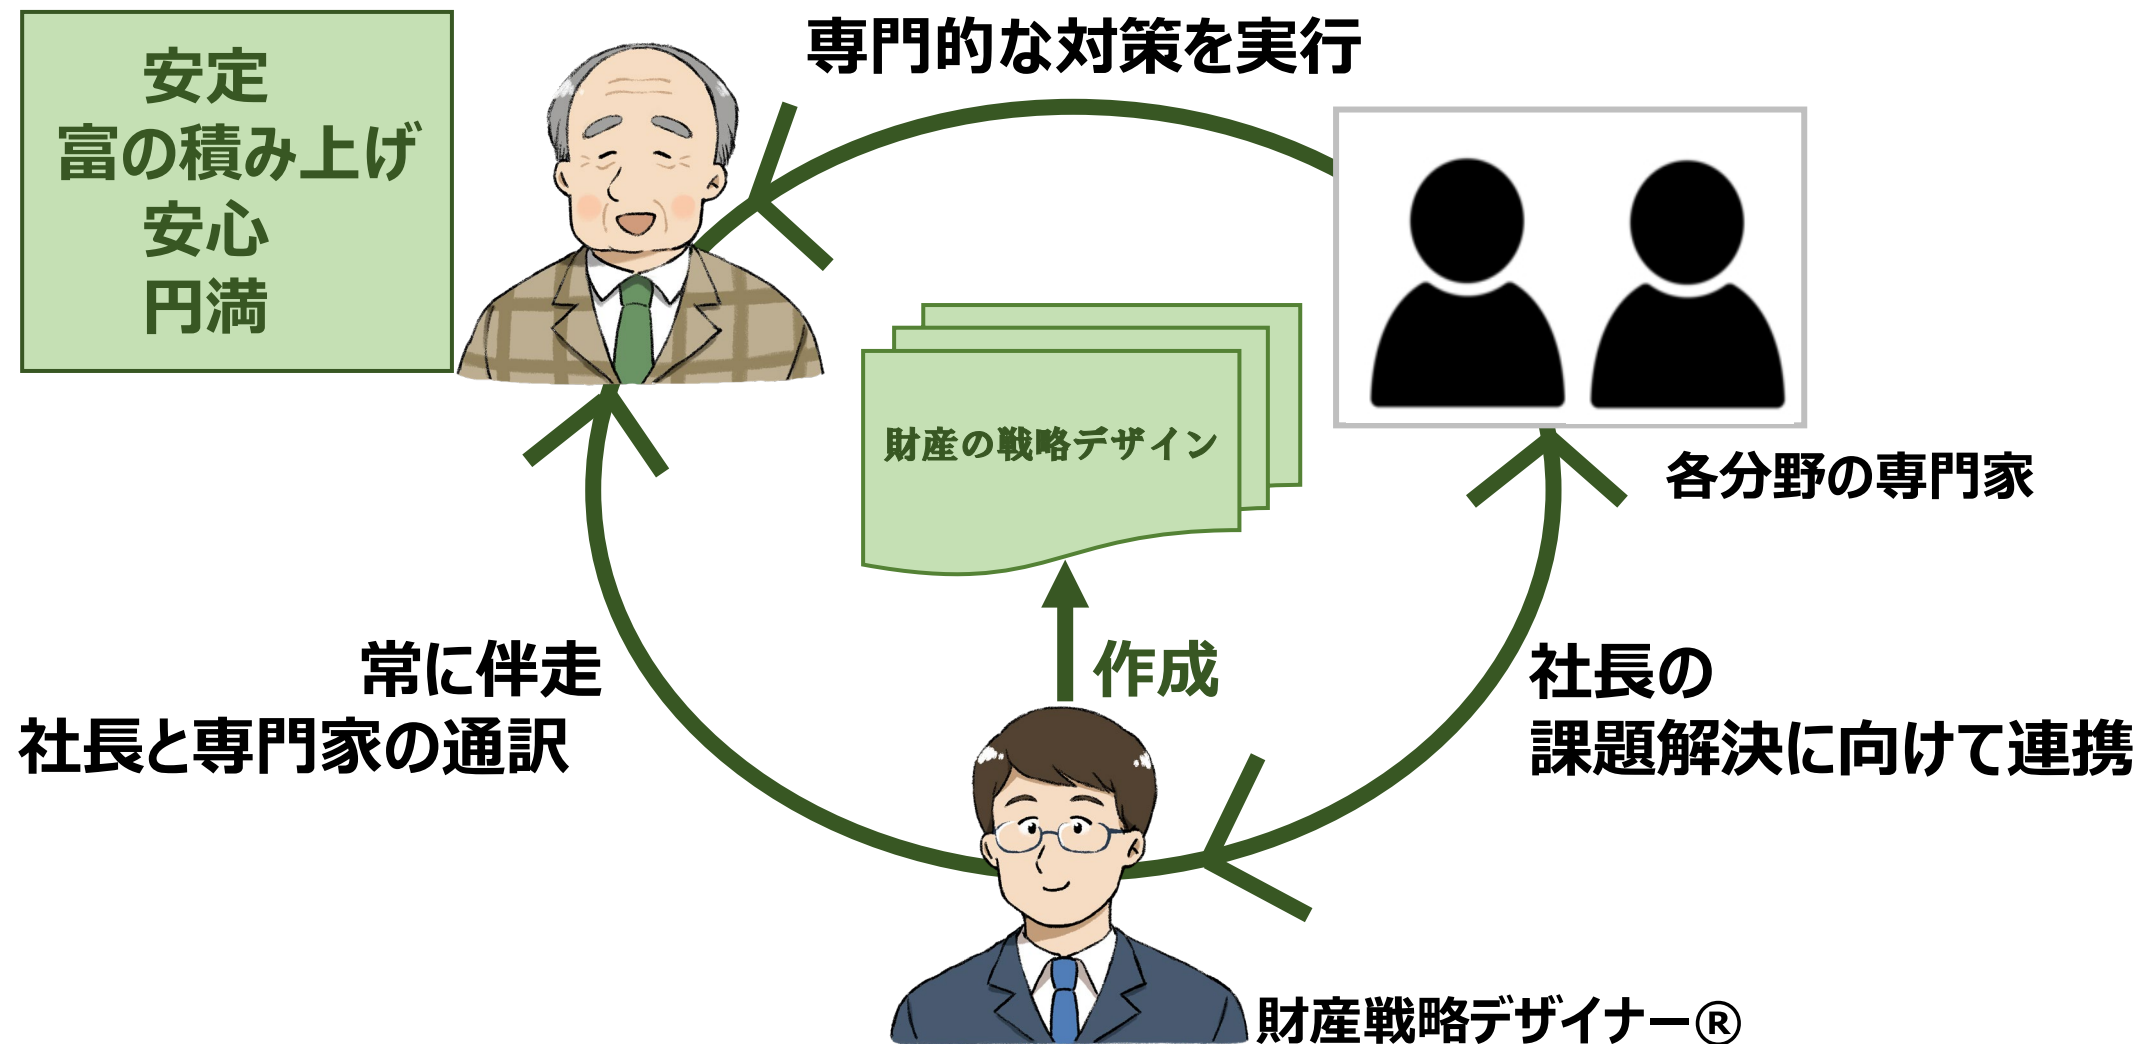 安定
富の積み上げ
安心
円満
専門的な対策を実行
財産の戦略デザイン
各分野の専門家
常に伴走
社長と専門家の通訳
作成
社長の
課題解決に向けて連携
財産戦略デザイナー®